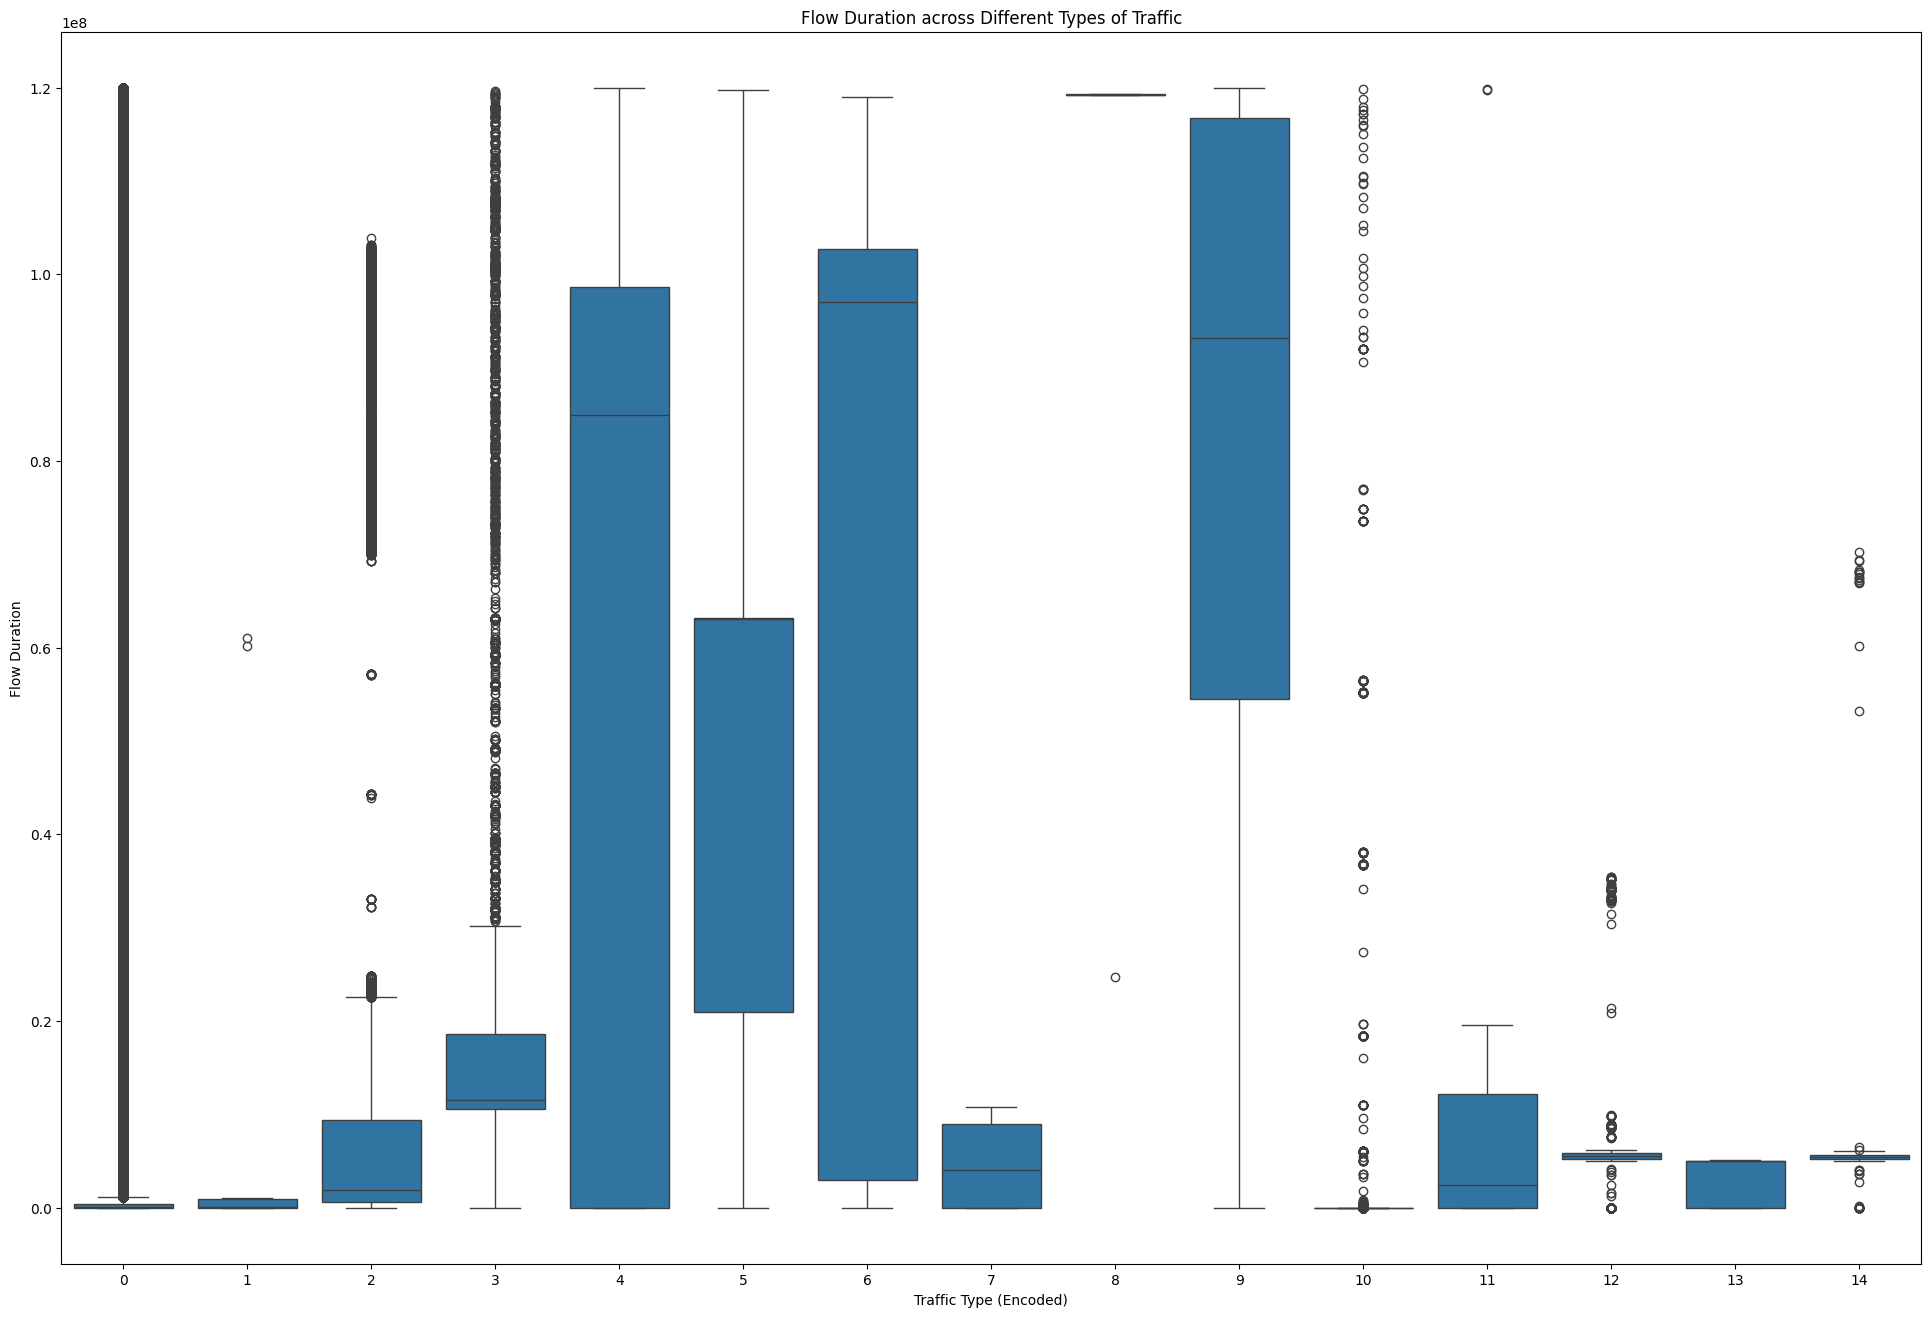 Flow Duration across Different Types of Traffic
1e8
1.2
1.0
0.8
0.6
0.4
0.2
0.0
Flow Duration
0 1 2 3 4 5 6 7 8 9 10 11 12 13 14
Traffic Type (Encoded)